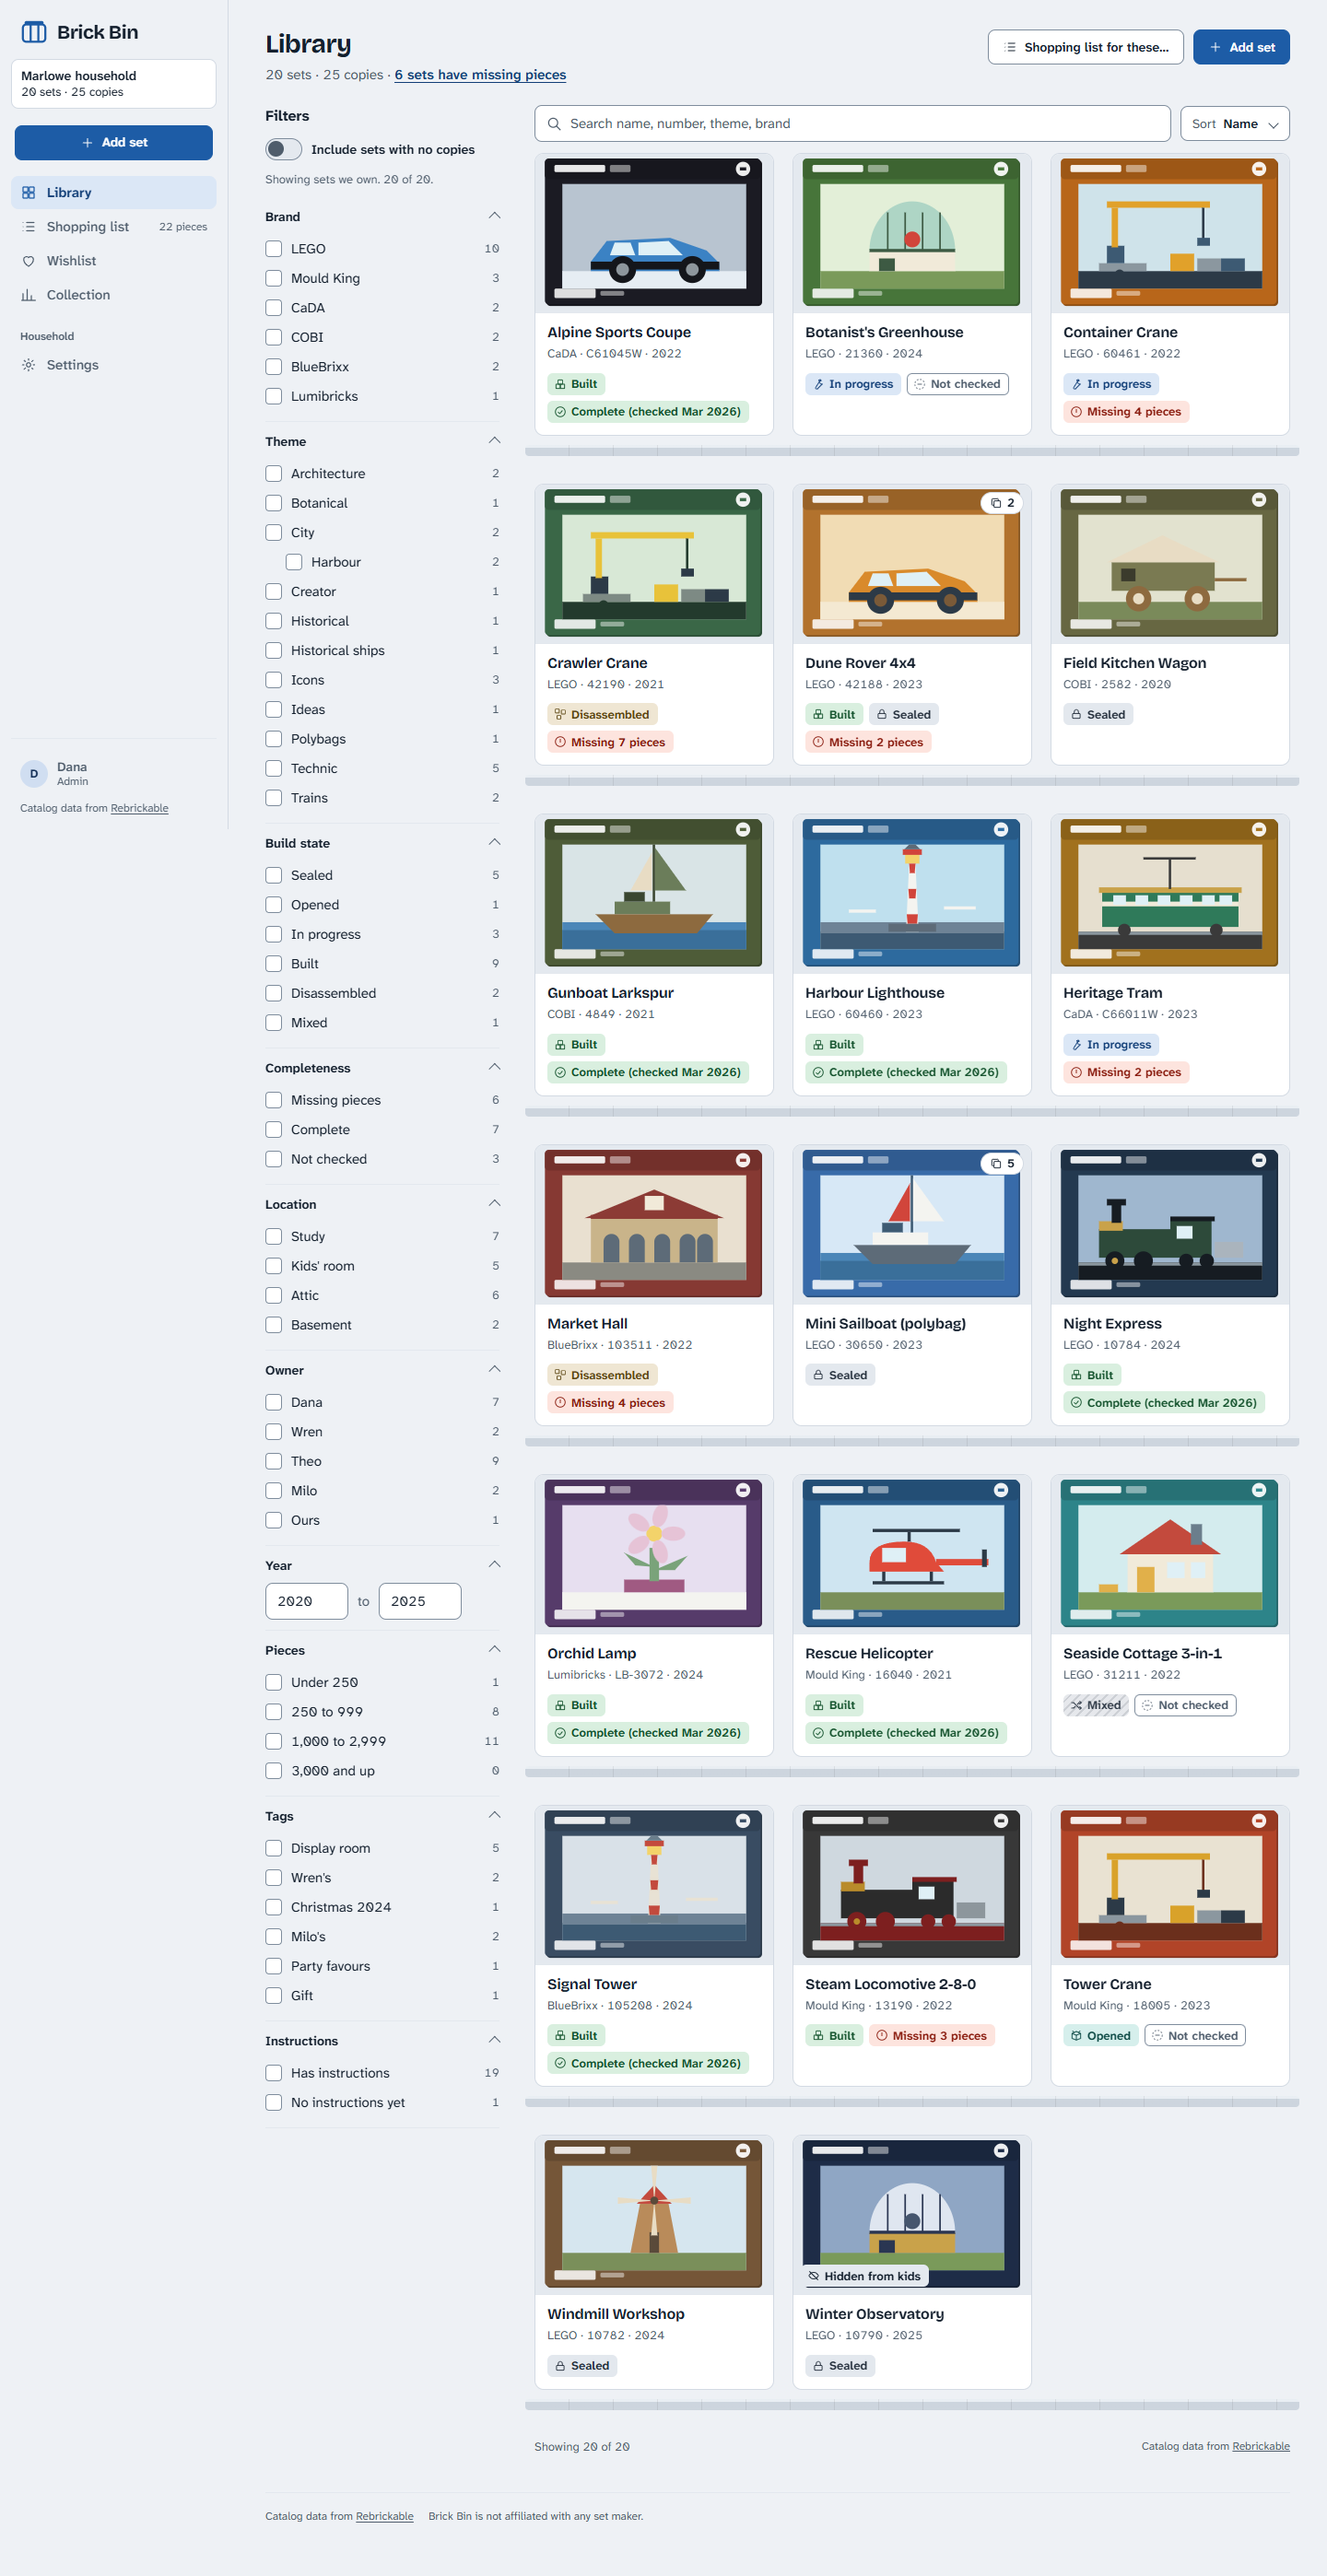 Brick Bin
Marlowe household
20 sets · 25 copies
Add set
Library
Shopping list 22 pieces
Wishlist
Collection
Household
Settings
D
Dana
Admin
Catalog data from Rebrickable
Library
20 sets · 25 copies · 6 sets have missing pieces
Shopping list for these...
Add set
Filters
Include sets with no copies
Showing sets we own. 20 of 20.
Brand
LEGO 10
Mould King 3
CaDA 2
COBI 2
BlueBrixx 2
Lumibricks 1
Theme
Architecture 2
Botanical 1
City 2
Harbour 2
Creator 1
Historical 1
Historical ships 1
Icons 3
Ideas 1
Polybags 1
Technic 5
Trains 2
Build state
Sealed 5
Opened 1
In progress 3
Built 9
Disassembled 2
Mixed 1
Completeness
Missing pieces 6
Complete 7
Not checked 3
Location
Study 7
Kids' room 5
Attic 6
Basement 2
Owner
Dana 7
Wren 2
Theo 9
Milo 2
Ours 1
Year
2020 to 2025
Pieces
Under 250 1
250 to 999 8
1,000 to 2,999 11
3,000 and up 0
Tags
Display room 5
Wren's 2
Christmas 2024 1
Milo's 2
Party favours 1
Gift 1
Instructions
Has instructions 19
No instructions yet 1
Search name, number, theme, brand
Sort Name
Alpine Sports Coupe
CaDA · C61045W · 2022
Built
Complete (checked Mar 2026)
Botanist's Greenhouse
LEGO · 21360 · 2024
In progress Not checked
Container Crane
LEGO · 60461 · 2022
In progress
Missing 4 pieces
Crawler Crane
LEGO · 42190 · 2021
Disassembled
Missing 7 pieces
2
Dune Rover 4x4
LEGO · 42188 · 2023
Built Sealed
Missing 2 pieces
Field Kitchen Wagon
COBI · 2582 · 2020
Sealed
Gunboat Larkspur
COBI · 4849 · 2021
Built
Complete (checked Mar 2026)
Harbour Lighthouse
LEGO · 60460 · 2023
Built
Complete (checked Mar 2026)
Heritage Tram
CaDA · C66011W · 2023
In progress
Missing 2 pieces
Market Hall
BlueBrixx · 103511 · 2022
Disassembled
Missing 4 pieces
5
Mini Sailboat (polybag)
LEGO · 30650 · 2023
Sealed
Night Express
LEGO · 10784 · 2024
Built
Complete (checked Mar 2026)
Orchid Lamp
Lumibricks · LB-3072 · 2024
Built
Complete (checked Mar 2026)
Rescue Helicopter
Mould King · 16040 · 2021
Built
Complete (checked Mar 2026)
Seaside Cottage 3-in-1
LEGO · 31211 · 2022
Mixed Not checked
Signal Tower
BlueBrixx · 105208 · 2024
Built
Complete (checked Mar 2026)
Steam Locomotive 2-8-0
Mould King · 13190 · 2022
Built Missing 3 pieces
Tower Crane
Mould King · 18005 · 2023
Opened Not checked
Windmill Workshop
LEGO · 10782 · 2024
Sealed
Hidden from kids
Winter Observatory
LEGO · 10790 · 2025
Sealed
Showing 20 of 20
Catalog data from Rebrickable
Catalog data from Rebrickable Brick Bin is not affiliated with any set maker.